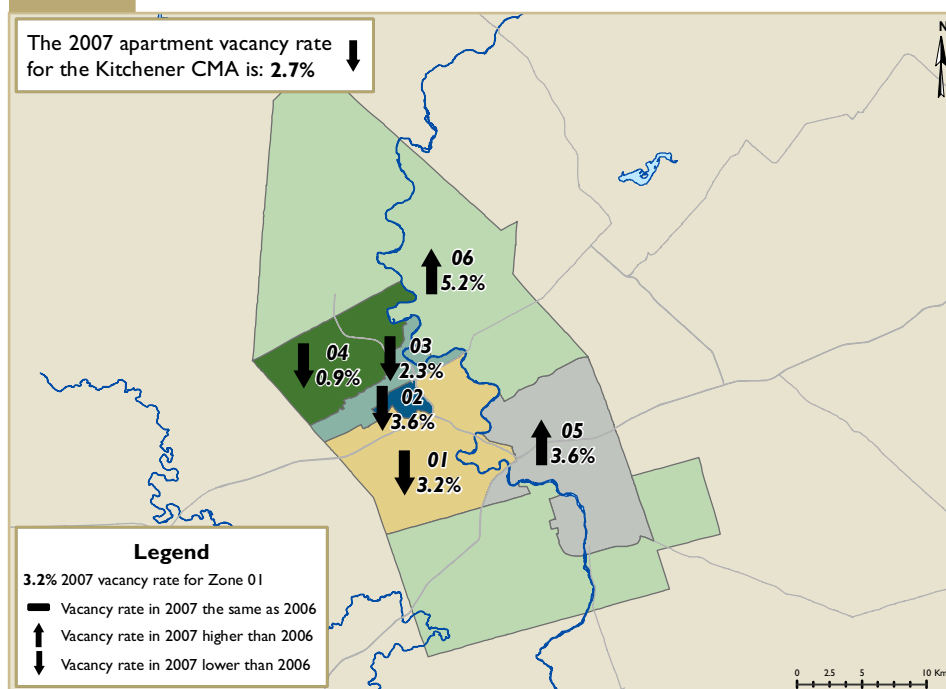 The 2007 apartment vacancy rate
for the Kitchener CMA is: 2.7%
N
06
5.2%
03
2.3%
04
0.9%
02
3.6%
05
3.6%
01
3.2%
Legend
3.2% 2007 vacancy rate for Zone 01
Vacancy rate in 2007 the same as 2006
Vacancy rate in 2007 higher than 2006
Vacancy rate in 2007 lower than 2006
0 2.5 5 10 Km